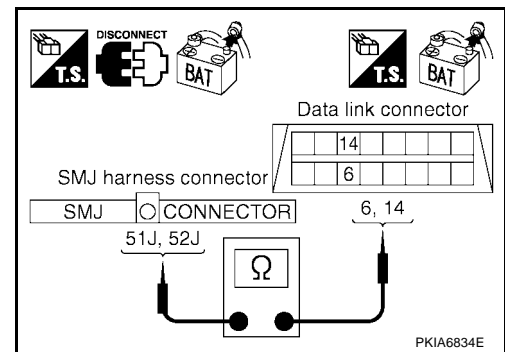 DISCONNECT
T.S.
BAT
T.S.
BAT
Data link connector
14
6
SMJ harness connector
SMJ CONNECTOR
51J, 52J
6, 14
Ω
PKIA6834E